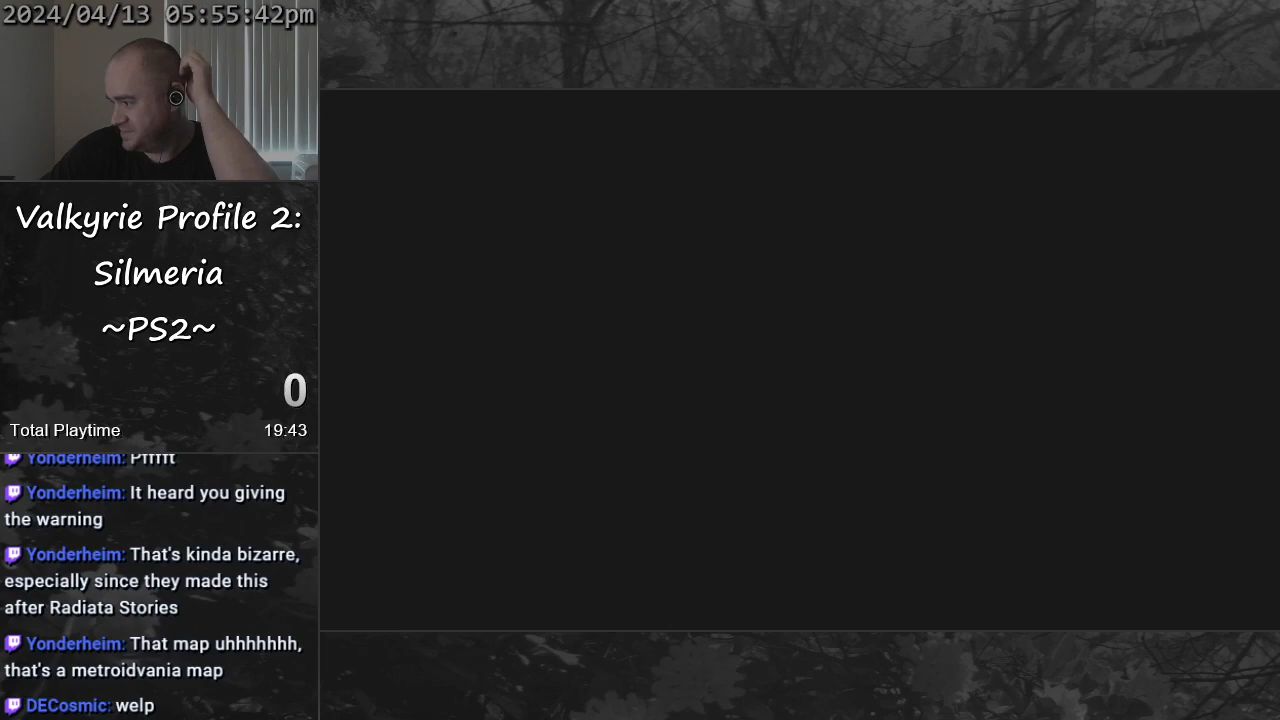 2024/04/13 05:55:42pm
Valkyrie Profile 2:
Silmeria
~PS2~
0
Total Playtime 19:43
Yonderheim: Pfffft
Yonderheim: It heard you giving
the warning
Yonderheim: That's kinda bizarre,
especially since they made this
after Radiata Stories
Yonderheim: That map uhhhhhhh,
that's a metroidvania map
DECosmic: welp